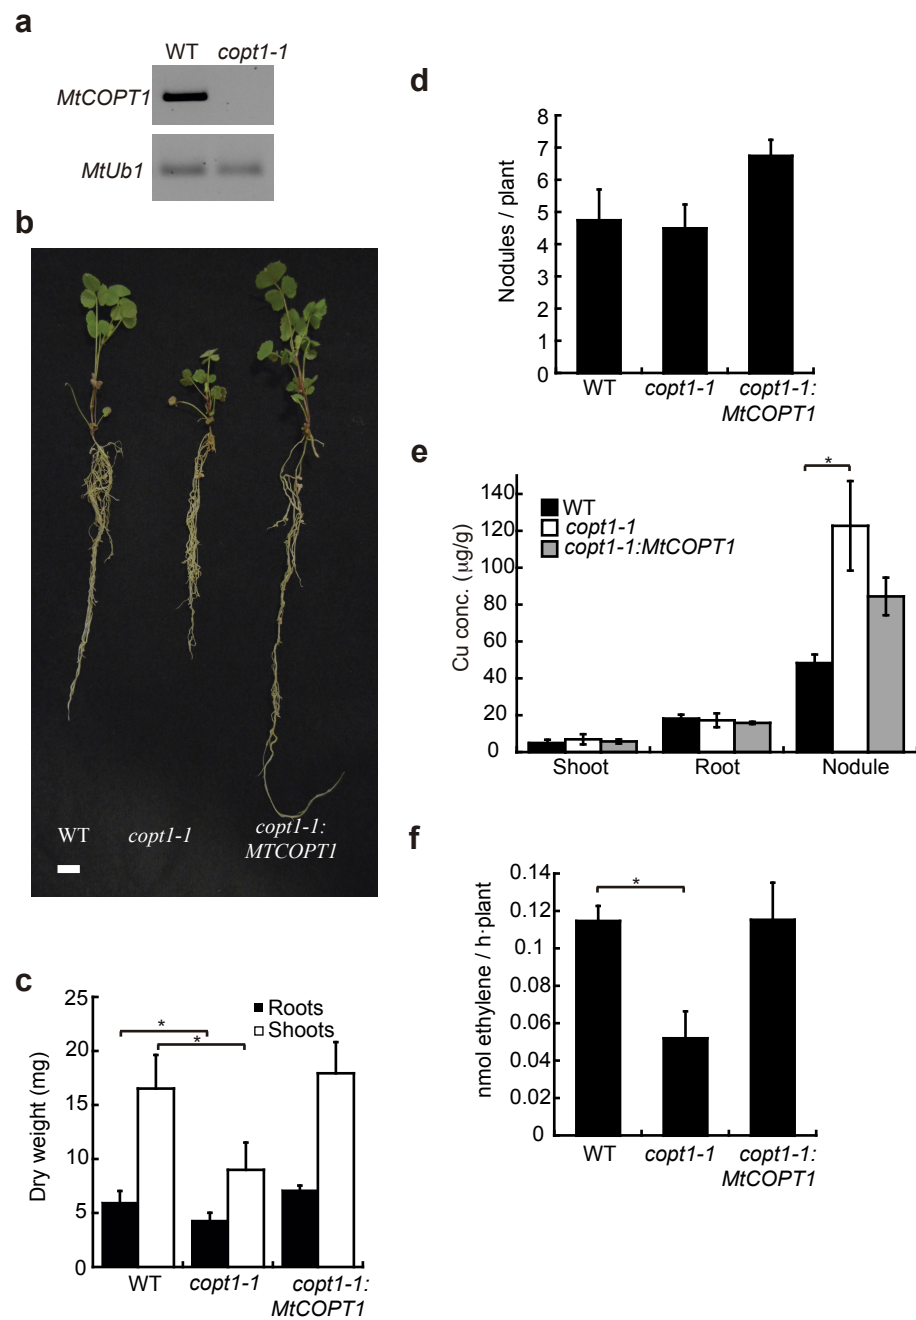 a
WT copt1-1
MtCOPT1
MtUb1
b
WT copt1-1 copt1-1:
MTCOPT1
c
Dry weight (mg)
25
20
15
10
5
0
Roots
Shoots
*
*
WT copt1-1 copt1-1:
MtCOPT1
d
Nodules / plant
8
7
6
5
4
3
2
1
0
WT copt1-1 copt1-1:
MtCOPT1
e
Cu conc. (µg/g)
140
120
100
80
60
40
20
0
WT
copt1-1
copt1-1:MtCOPT1
*
Shoot Root Nodule
f
nmol ethylene / h·plant
0.14
0.12
0.1
0.08
0.06
0.04
0.02
0
*
WT copt1-1 copt1-1:
MtCOPT1